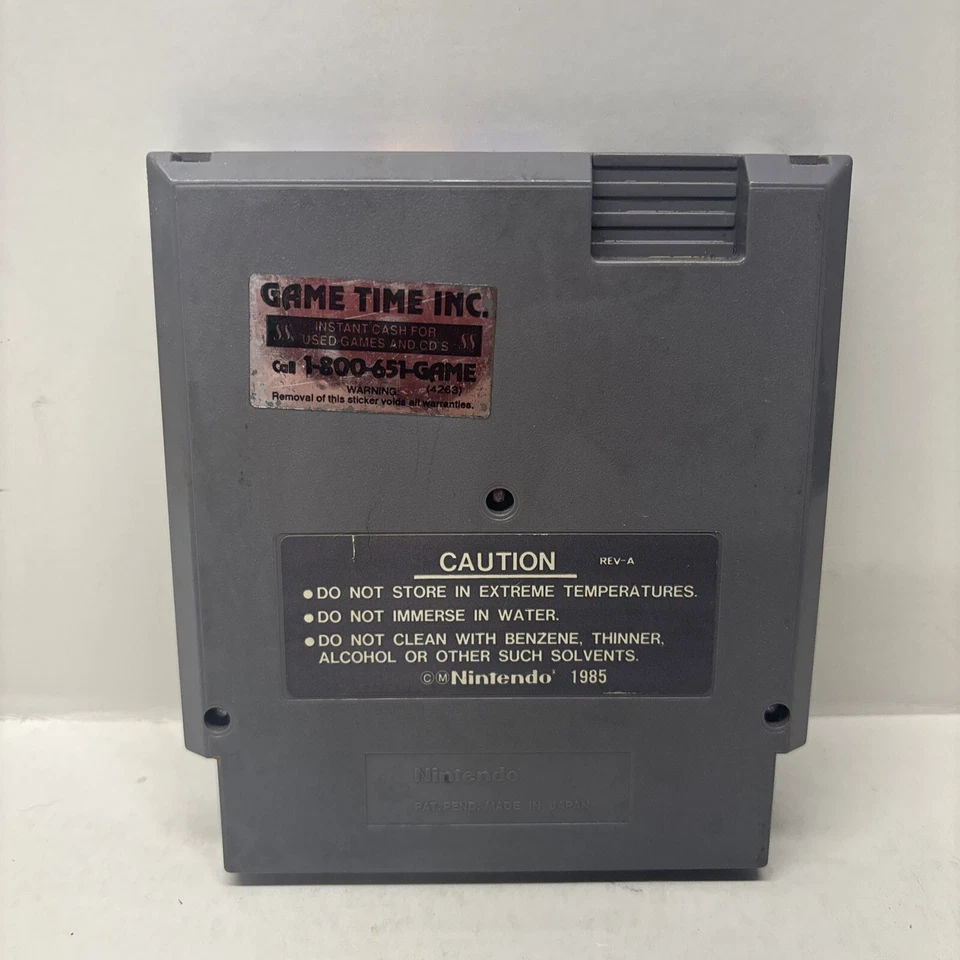 GAME TIME INC.
$$ INSTANT CASH FOR $$
USED GAMES AND CD'S
Call 1-800-651-GAME
WARNING: (4263)
Removal of this sticker voids all warranties.
CAUTION REV-A
● DO NOT STORE IN EXTREME TEMPERATURES.
● DO NOT IMMERSE IN WATER.
● DO NOT CLEAN WITH BENZENE, THINNER,
ALCOHOL OR OTHER SUCH SOLVENTS.
ⒸⓂ Nintendo® 1985
Nintendo
PAT. PEND. MADE IN JAPAN